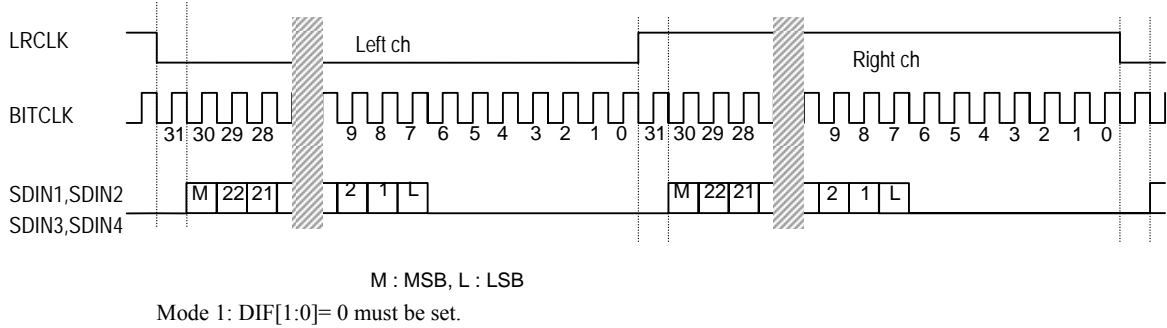 LRCLK
Left ch
Right ch
BITCLK
31 30 29 28 9 8 7 6 5 4 3 2 1 0 31 30 29 28 9 8 7 6 5 4 3 2 1 0
SDIN1,SDIN2 M 22 21 2 1 L M 22 21 2 1 L
SDIN3,SDIN4
M : MSB, L : LSB
Mode 1: DIF[1:0]= 0 must be set.